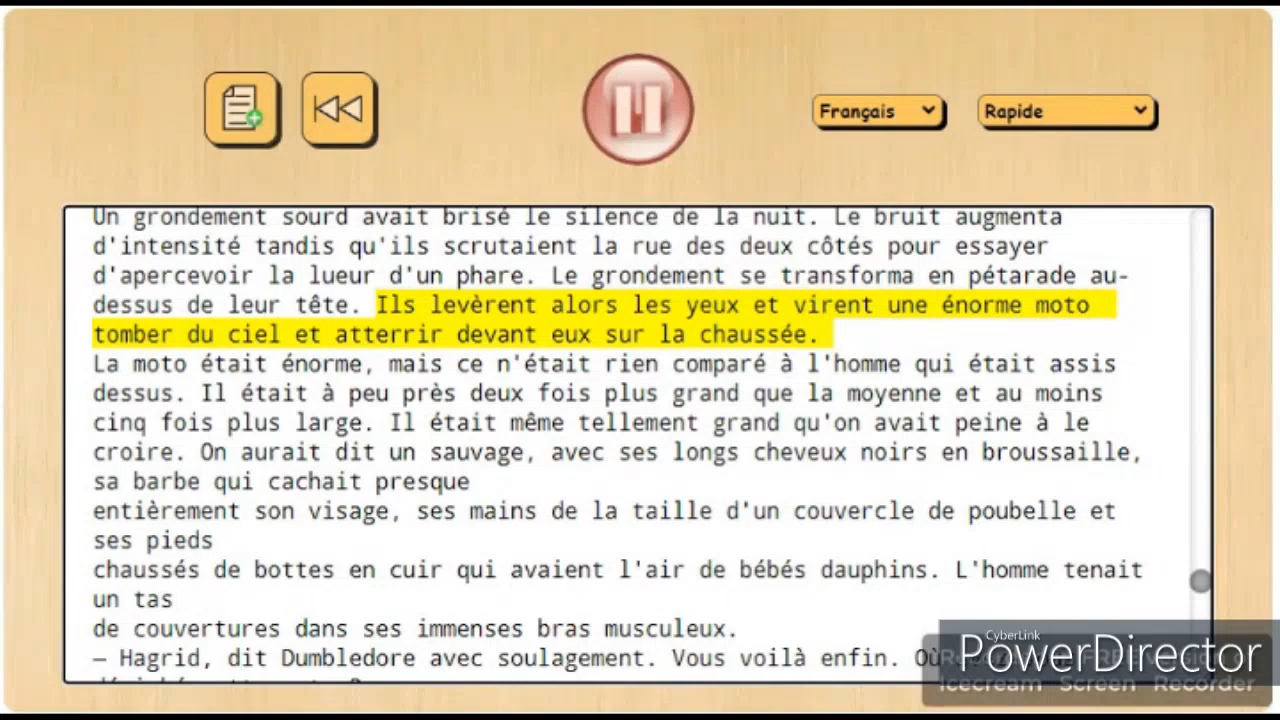 Français
Rapide
Un grondement sourd avait brisé le silence de la nuit. Le bruit augmenta
d'intensité tandis qu'ils scrutaient la rue des deux côtés pour essayer
d'apercevoir la lueur d'un phare. Le grondement se transforma en pétarade au-
dessus de leur tête. Ils levèrent alors les yeux et virent une énorme moto
tomber du ciel et atterrir devant eux sur la chaussée.
La moto était énorme, mais ce n'était rien comparé à l'homme qui était assis
dessus. Il était à peu près deux fois plus grand que la moyenne et au moins
cinq fois plus large. Il était même tellement grand qu'on avait peine à le
croire. On aurait dit un sauvage, avec ses longs cheveux noirs en broussaille,
sa barbe qui cachait presque
entièrement son visage, ses mains de la taille d'un couvercle de poubelle et
ses pieds
chaussés de bottes en cuir qui avaient l'air de bébés dauphins. L'homme tenait
un tas
de couvertures dans ses immenses bras musculeux.
— Hagrid, dit Dumbledore avec soulagement. Vous voilà enfin.
CyberLink
PowerDirector
Icecream Screen Recorder